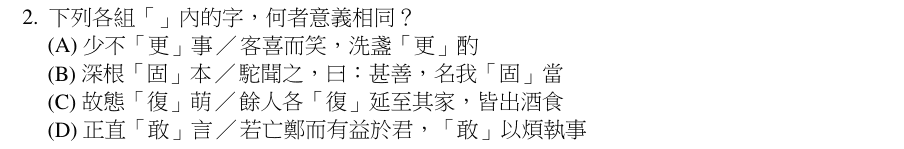 2. 下列各組「」內的字，何者意義相同？
(A) 少不「更」事／客喜而笑，洗盞「更」酌
(B) 深根「固」本／駝聞之，曰：甚善，名我「固」當
(C) 故態「復」萌／餘人各「復」延至其家，皆出酒食
(D) 正直「敢」言／若亡鄭而有益於君，「敢」以煩執事